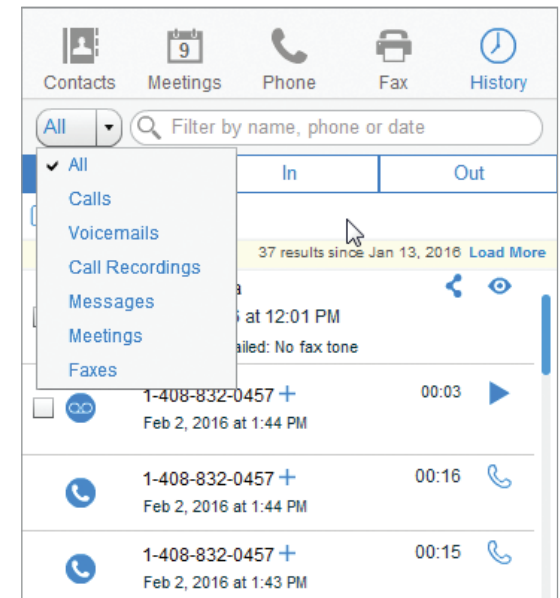 9
Contacts Meetings Phone Fax History
All Filter by name, phone or date
All
In Out
Calls
Voicemails
37 results since Jan 13, 2016 Load More
Call Recordings
Messages
at 12:01 PM
Meetings
No fax tone
Faxes
1-408-832-0457 + 00:03
Feb 2, 2016 at 1:44 PM
1-408-832-0457 + 00:16
Feb 2, 2016 at 1:44 PM
1-408-832-0457 + 00:15
Feb 2, 2016 at 1:43 PM